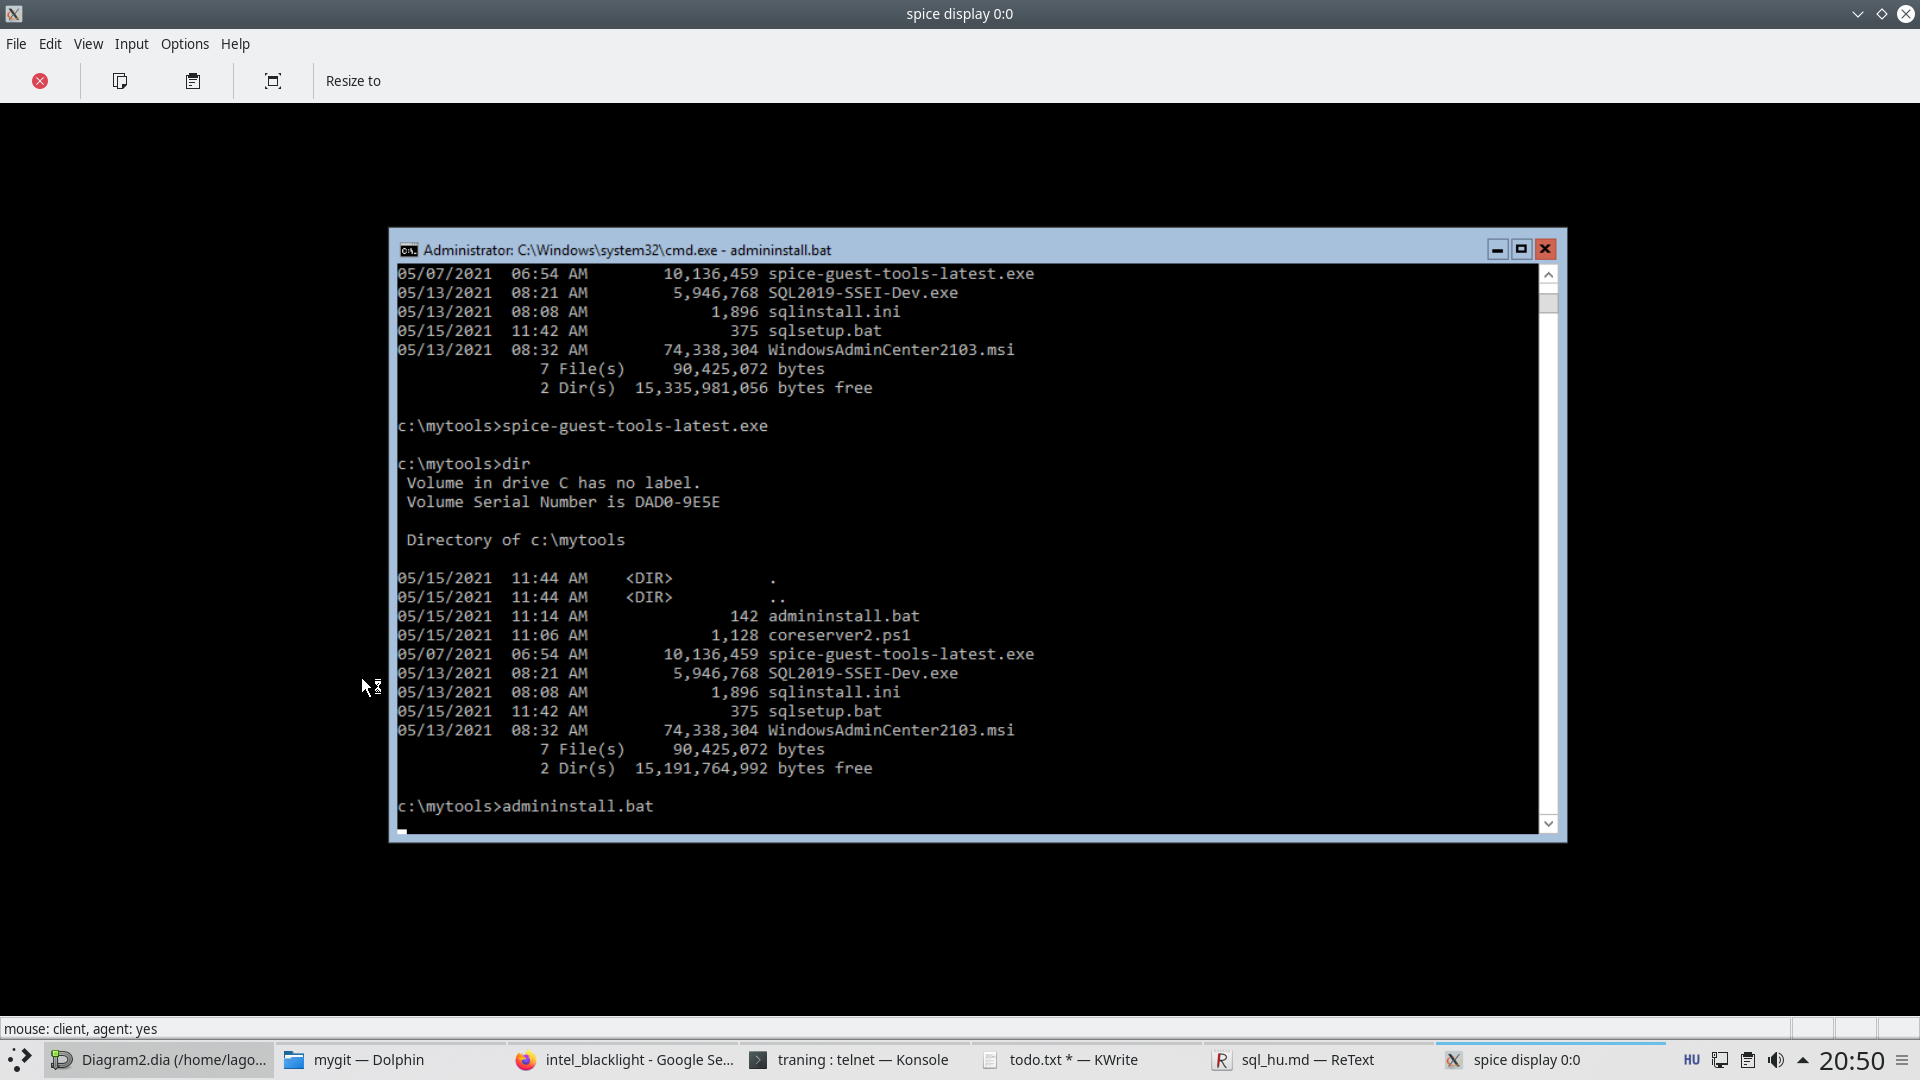 spice display 0:0
File Edit View Input Options Help
Resize to
Administrator: C:\Windows\system32\cmd.exe - admininstall.bat
05/07/2021  06:54 AM        10,136,459 spice-guest-tools-latest.exe
05/13/2021  08:21 AM         5,946,768 SQL2019-SSEI-Dev.exe
05/13/2021  08:08 AM             1,896 sqlinstall.ini
05/15/2021  11:42 AM               375 sqlsetup.bat
05/13/2021  08:32 AM        74,338,304 WindowsAdminCenter2103.msi
               7 File(s)     90,425,072 bytes
               2 Dir(s)  15,335,981,056 bytes free
c:\mytools>spice-guest-tools-latest.exe
c:\mytools>dir
 Volume in drive C has no label.
 Volume Serial Number is DAD0-9E5E
 Directory of c:\mytools
05/15/2021  11:44 AM    <DIR>          .
05/15/2021  11:44 AM    <DIR>          ..
05/15/2021  11:14 AM               142 admininstall.bat
05/15/2021  11:06 AM             1,128 coreserver2.ps1
05/07/2021  06:54 AM        10,136,459 spice-guest-tools-latest.exe
05/13/2021  08:21 AM         5,946,768 SQL2019-SSEI-Dev.exe
05/13/2021  08:08 AM             1,896 sqlinstall.ini
05/15/2021  11:42 AM               375 sqlsetup.bat
05/13/2021  08:32 AM        74,338,304 WindowsAdminCenter2103.msi
               7 File(s)     90,425,072 bytes
               2 Dir(s)  15,191,764,992 bytes free
c:\mytools>admininstall.bat
mouse: client, agent: yes
Diagram2.dia (/home/lago... mygit — Dolphin intel_blacklight - Google Se... traning : telnet — Konsole todo.txt * — KWrite sql_hu.md — ReText spice display 0:0 HU 20:50